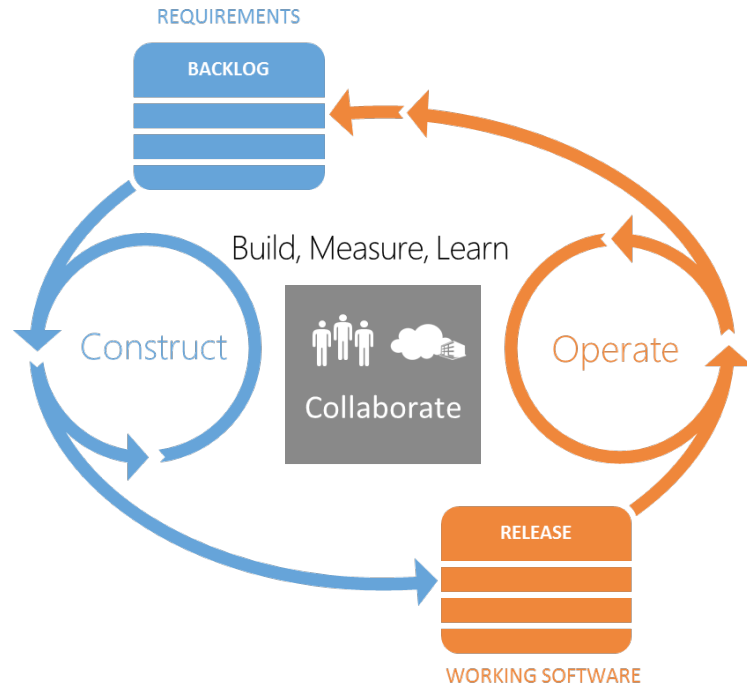 REQUIREMENTS
BACKLOG
Build, Measure, Learn
Construct
Collaborate
Operate
RELEASE
WORKING SOFTWARE